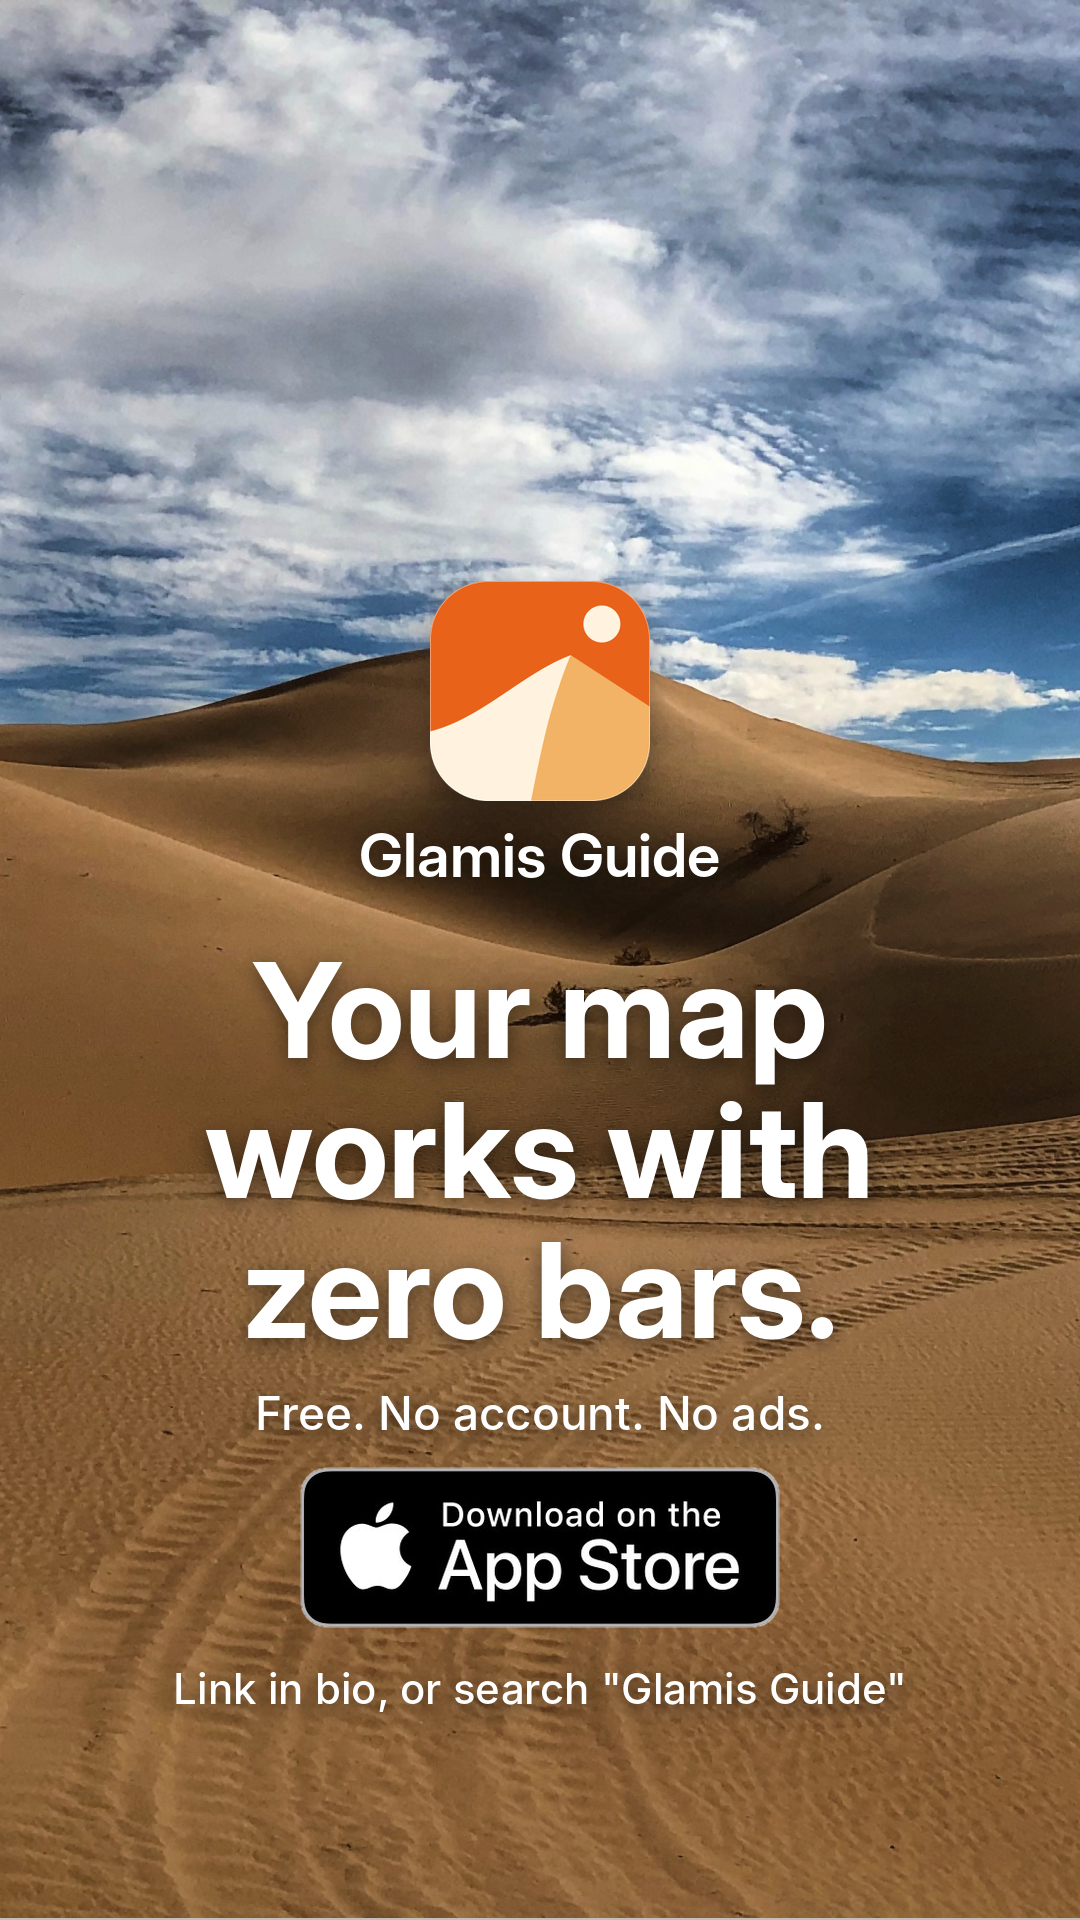 Glamis Guide
Your map
works with
zero bars.
Free. No account. No ads.
Download on the
App Store
Link in bio, or search "Glamis Guide"